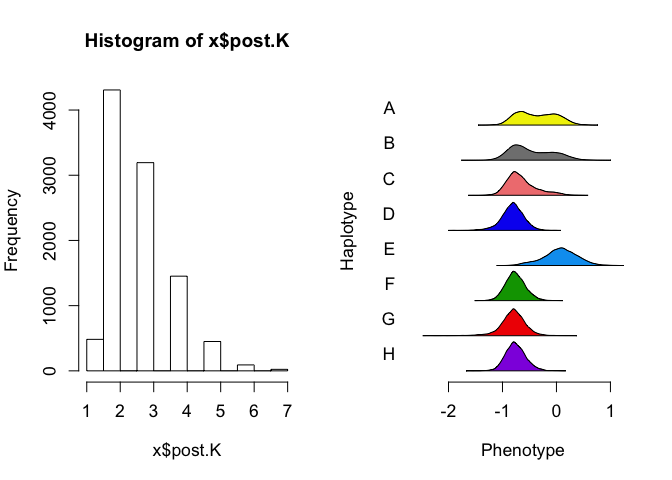 Histogram of x$post.K
Frequency
0
1000
2000
3000
4000
1 2 3 4 5 6 7
x$post.K
Haplotype
A
B
C
D
E
F
G
H
-2 -1 0 1
Phenotype